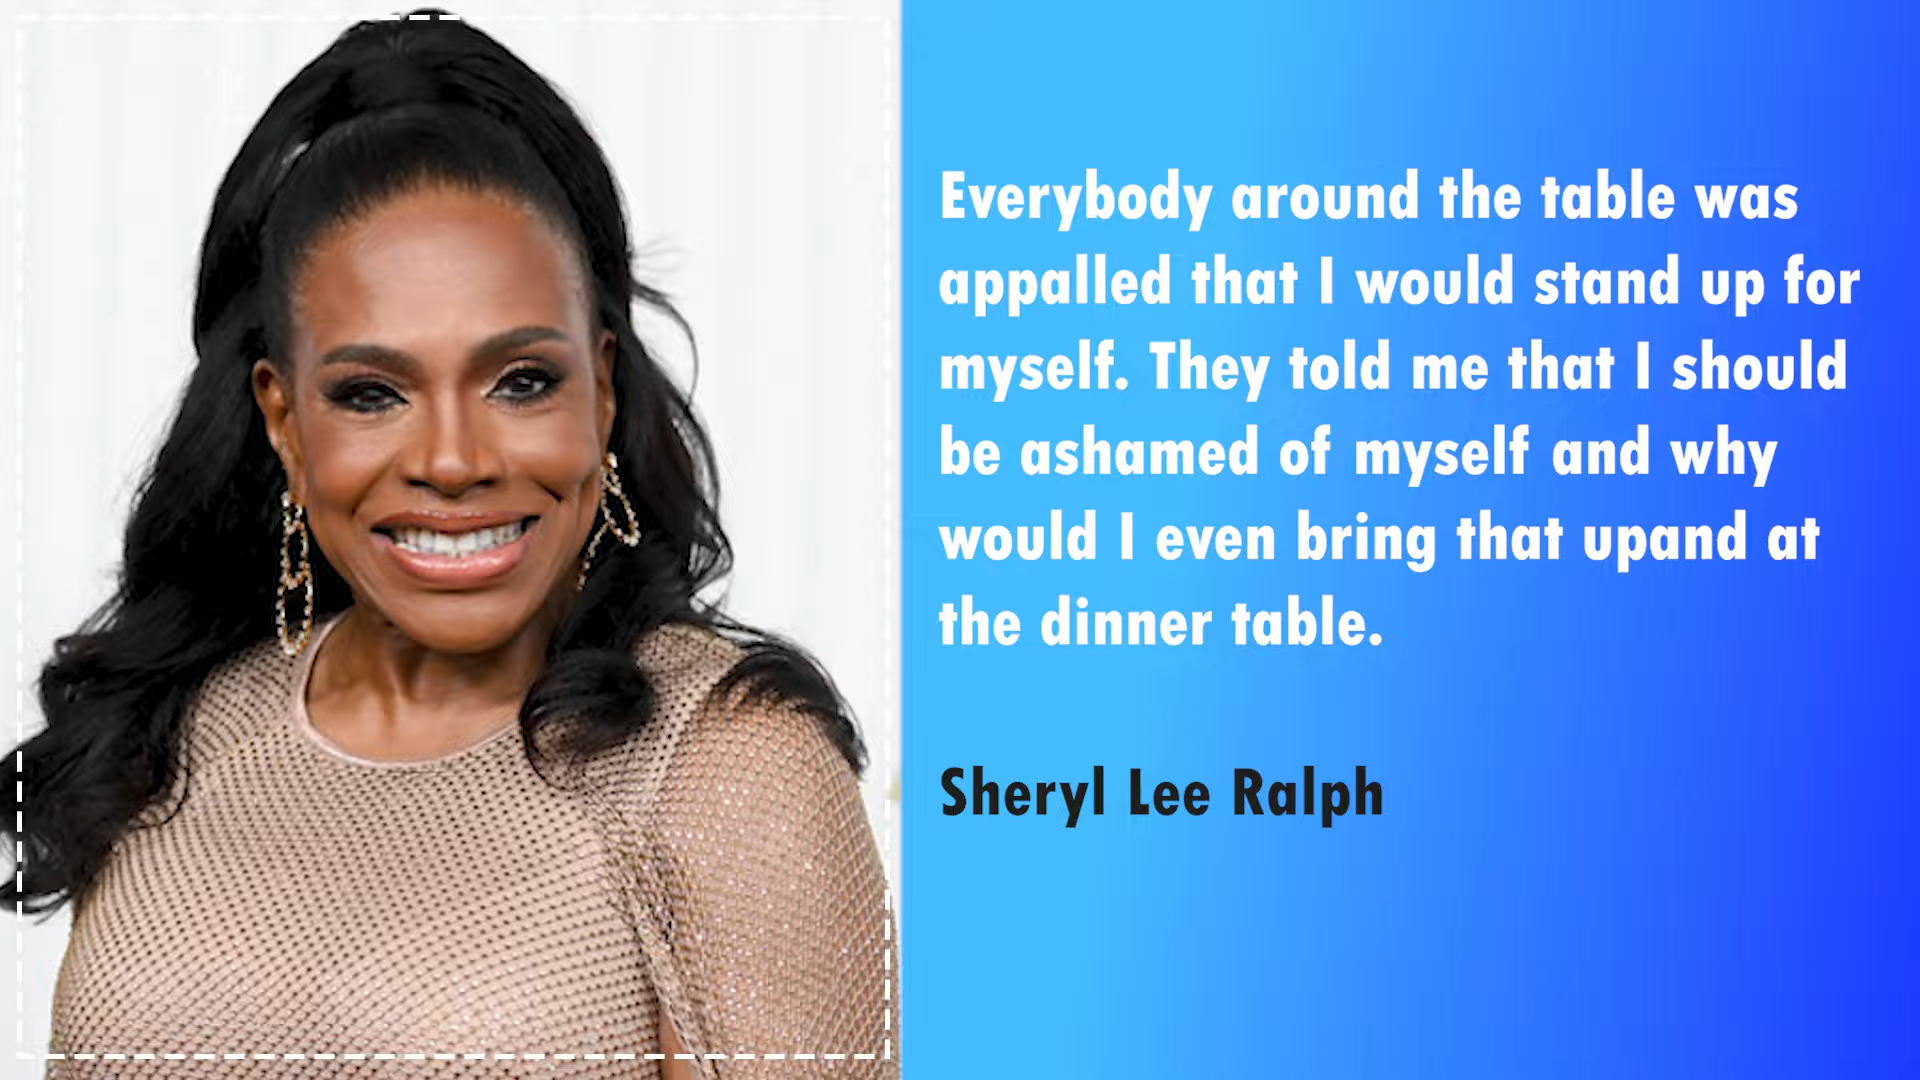 Everybody around the table was
appalled that I would stand up for
myself. They told me that I should
be ashamed of myself and why
would I even bring that upand at
the dinner table.
Sheryl Lee Ralph